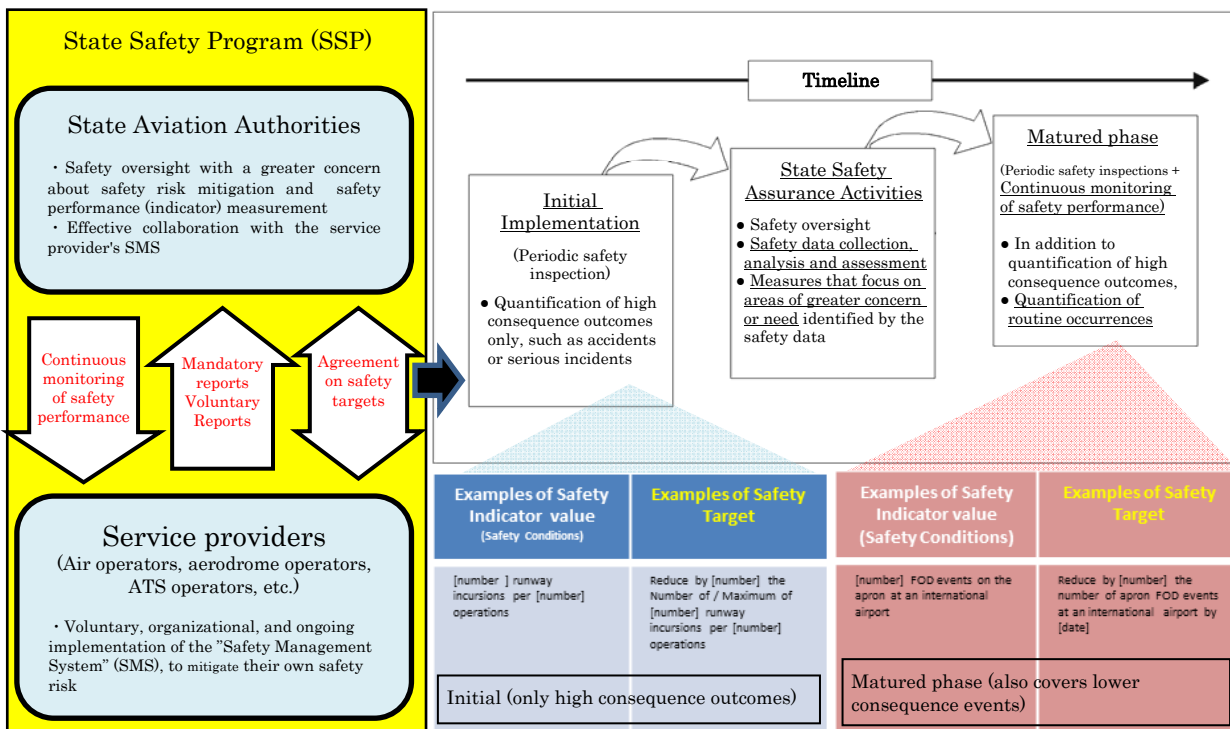 State Safety Program (SSP)
State Aviation Authorities
・Safety oversight with a greater concern
about safety risk mitigation and safety
performance (indicator) measurement
・Effective collaboration with the service
provider's SMS
Continuous
monitoring
of safety
performance
Mandatory
reports
Voluntary
Reports
Agreement
on safety
targets
Service providers
(Air operators, aerodrome operators,
ATS operators, etc.)
・Voluntary, organizational, and ongoing
implementation of the "Safety Management
System" (SMS), to mitigate their own safety
risk
Timeline
Initial
Implementation
(Periodic safety
inspection)
● Quantification of high
consequence outcomes
only, such as accidents
or serious incidents
State Safety
Assurance Activities
● Safety oversight
● Safety data collection,
analysis and assessment
● Measures that focus on
areas of greater concern
or need identified by the
safety data
Matured phase
(Periodic safety inspections +
Continuous monitoring
of safety performance)
● In addition to
quantification of high
consequence outcomes,
● Quantification of
routine occurrences
Examples of Safety
Indicator value
(Safety Conditions)
Examples of Safety
Target
[number ] runway
incursions per [number]
operations
Reduce by [number] the
Number of / Maximum of
[number] runway
incursions per [number]
operations
Initial (only high consequence outcomes)
Examples of Safety
Indicator value
(Safety Conditions)
Examples of Safety
Target
[number] FOD events on the
apron at an international
airport
Reduce by [number] the
number of apron FOD events
at an international airport by
[date]
Matured phase (also covers lower
consequence events)